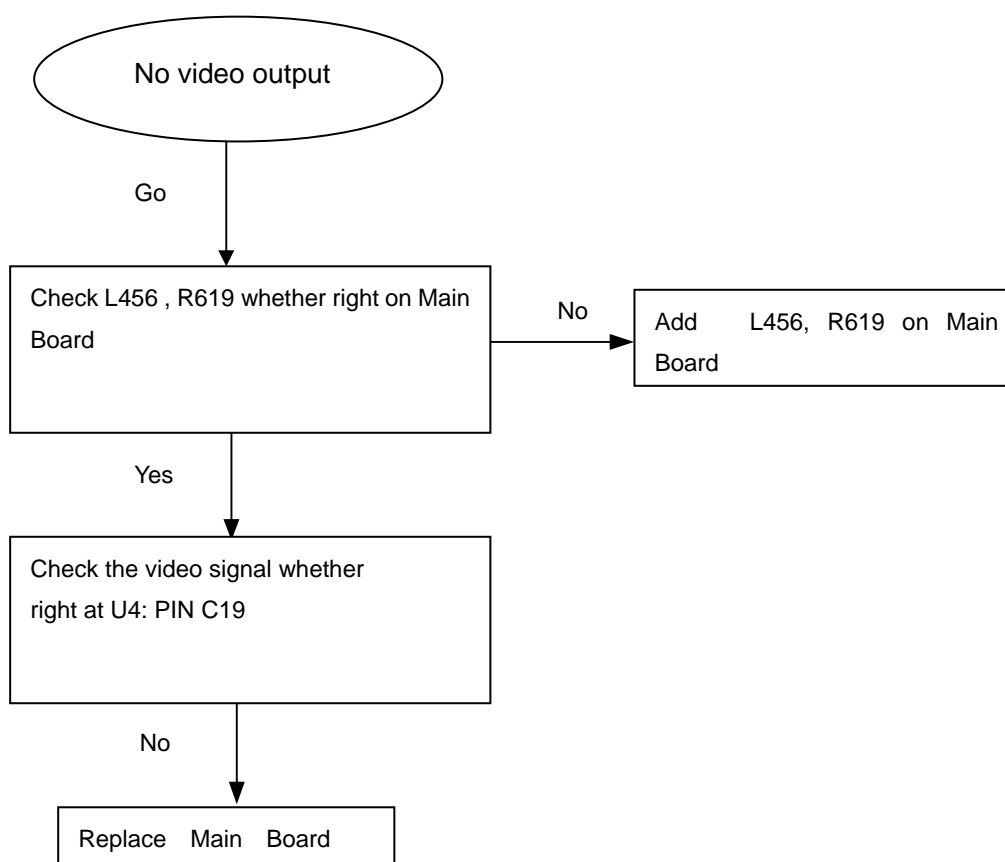 No video output
Go
Check L456 , R619 whether right on Main
Board
No
Add L456, R619 on Main
Board
Yes
Check the video signal whether
right at U4: PIN C19
No
Replace Main Board